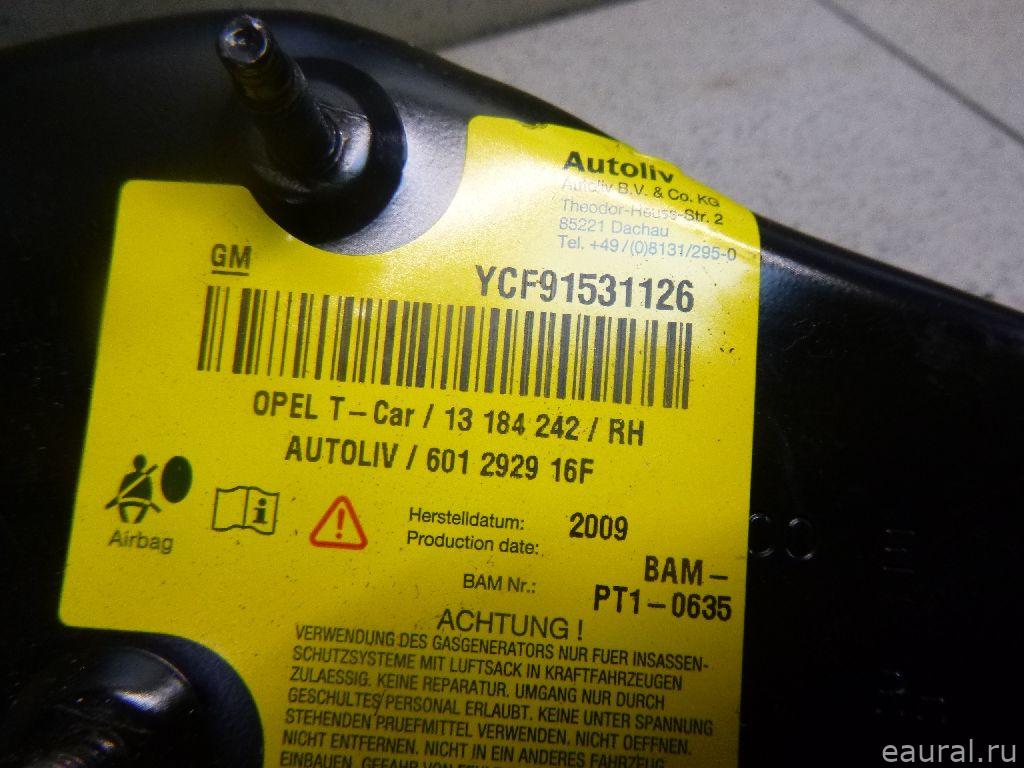 Autoliv
Autoliv B.V. & Co. KG
Theodor-Heuss-Str. 2
85221 Dachau
Tel. +49/(0)8131/295-0
GM
YCF91531126
OPEL T-Car / 13 184 242 / RH
AUTOLIV / 601 2929 16F
Airbag
Herstelldatum: 2009
Production date:
BAM Nr.: BAM-
PT1-0635
ACHTUNG !
VERWENDUNG DES GASGENERATORS NUR FUER INSASSEN-
SCHUTZSYSTEME MIT LUFTSACK IN KRAFTFAHRZEUGEN
ZULAESSIG. KEINE REPARATUR. UMGANG NUR DURCH
GESCHULTES PERSONAL ERLAUBT. KEINE UNTER SPANNUNG
STEHENDEN PRUEFMITTEL VERWENDEN. NICHT OEFFNEN.
NICHT ENTFERNEN. NICHT IN EIN ANDERES FAHRZEUG
EINBAUEN. GEFAHR VON
eaural.ru